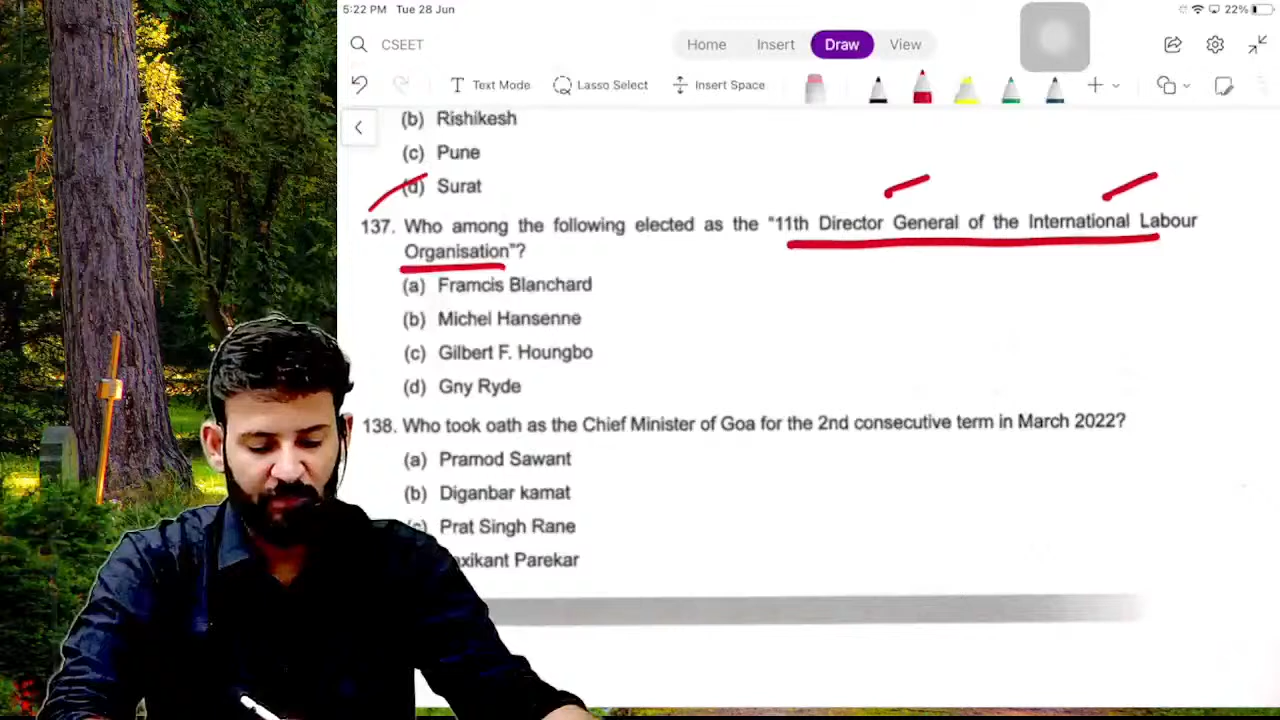 5:22 PM Tue 28 Jun
22%
CSEET
Home Insert Draw View
Text Mode Lasso Select Insert Space
(b) Rishikesh
(c) Pune
(d) Surat
137. Who among the following elected as the "11th Director General of the International Labour
Organisation"?
(a) Framcis Blanchard
(b) Michel Hansenne
(c) Gilbert F. Houngbo
(d) Gny Ryde
138. Who took oath as the Chief Minister of Goa for the 2nd consecutive term in March 2022?
(a) Pramod Sawant
(b) Diganbar kamat
(c) Prat Singh Rane
axikant Parekar